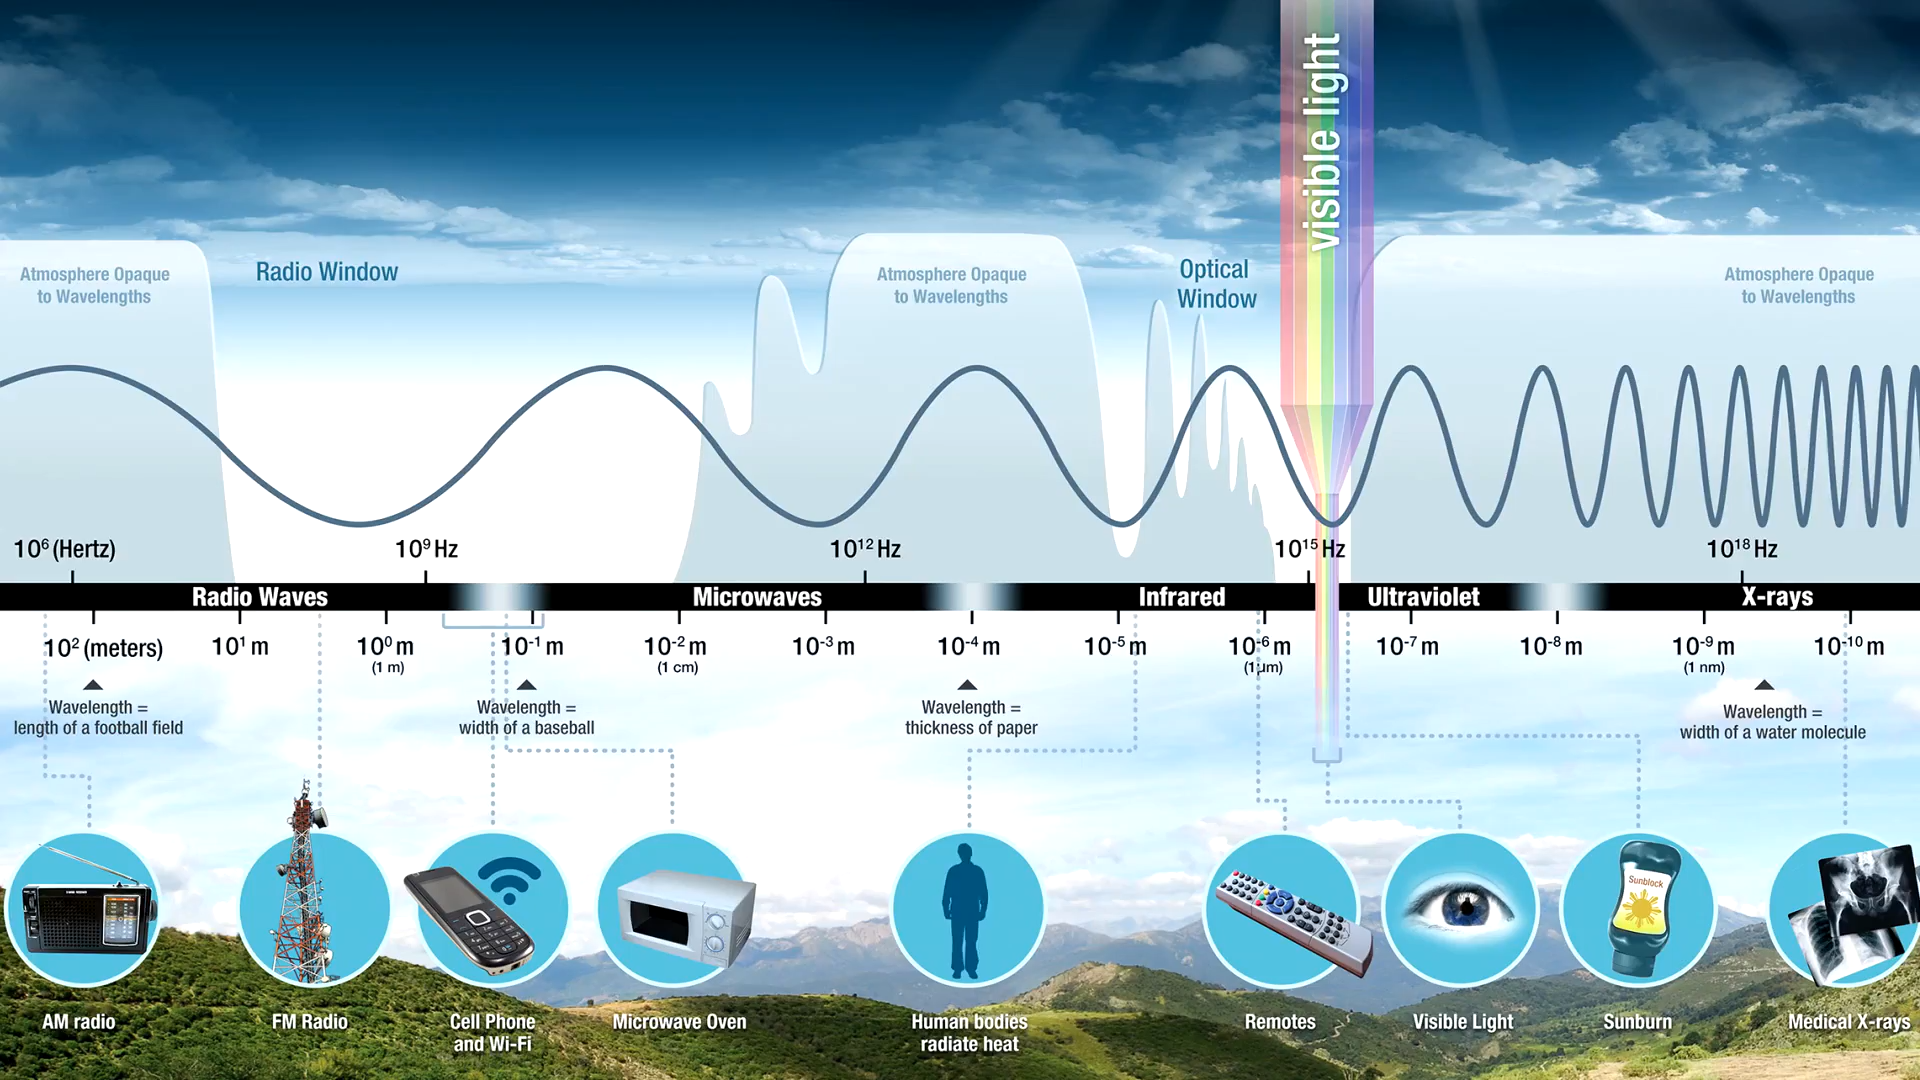 visible light
Atmosphere Opaque
to Wavelengths
Radio Window
Atmosphere Opaque
to Wavelengths
Optical
Window
Atmosphere Opaque
to Wavelengths
10⁶ (Hertz)
10⁹ Hz
10¹² Hz
10¹⁵ Hz
10¹⁸ Hz
Radio Waves
Microwaves
Infrared
Ultraviolet
X-rays
10² (meters)
10¹ m
10⁰ m
(1 m)
10⁻¹ m
10⁻² m
(1 cm)
10⁻³ m
10⁻⁴ m
10⁻⁵ m
10⁻⁶ m
(1µm)
10⁻⁷ m
10⁻⁸ m
10⁻⁹ m
(1 nm)
10⁻¹⁰ m
Wavelength =
length of a football field
Wavelength =
width of a baseball
Wavelength =
thickness of paper
Wavelength =
width of a water molecule
Sunblock
AM radio
FM Radio
Cell Phone
and Wi-Fi
Microwave Oven
Human bodies
radiate heat
Remotes
Visible Light
Sunburn
Medical X-rays